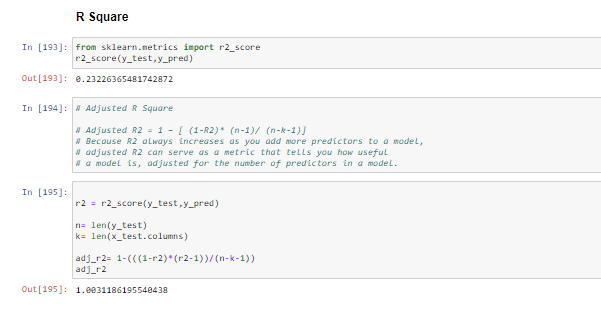 R Square
In [193]: from sklearn.metrics import r2_score
r2_score(y_test,y_pred)
Out[193]: 0.23226365481742872
In [194]: # Adjusted R Square
# Adjusted R2 = 1 - [ (1-R2)* (n-1)/ (n-k-1)]
# Because R2 always increases as you add more predictors to a model,
# adjusted R2 can serve as a metric that tells you how useful
# a model is, adjusted for the number of predictors in a model.
In [195]:
r2 = r2_score(y_test,y_pred)
n= len(y_test)
k= len(x_test.columns)
adj_r2= 1-(((1-r2)*(r2-1))/(n-k-1))
adj_r2
Out[195]: 1.0031186195540438